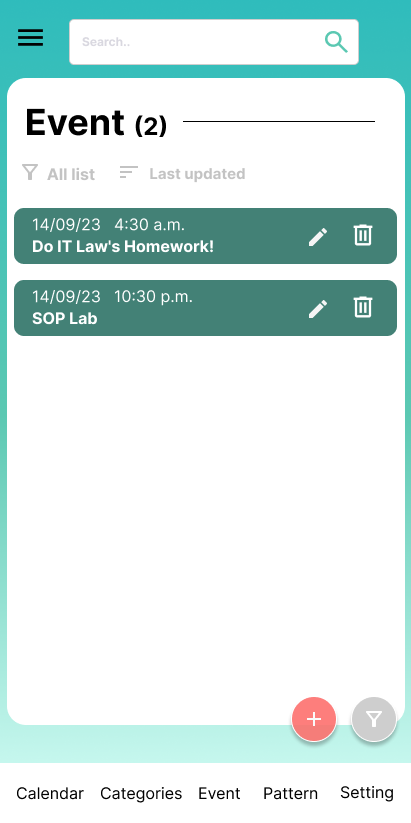 Search..
Event (2)
All list Last updated
14/09/23 4:30 a.m.
Do IT Law's Homework!
14/09/23 10:30 p.m.
SOP Lab
Calendar Categories Event Pattern Setting